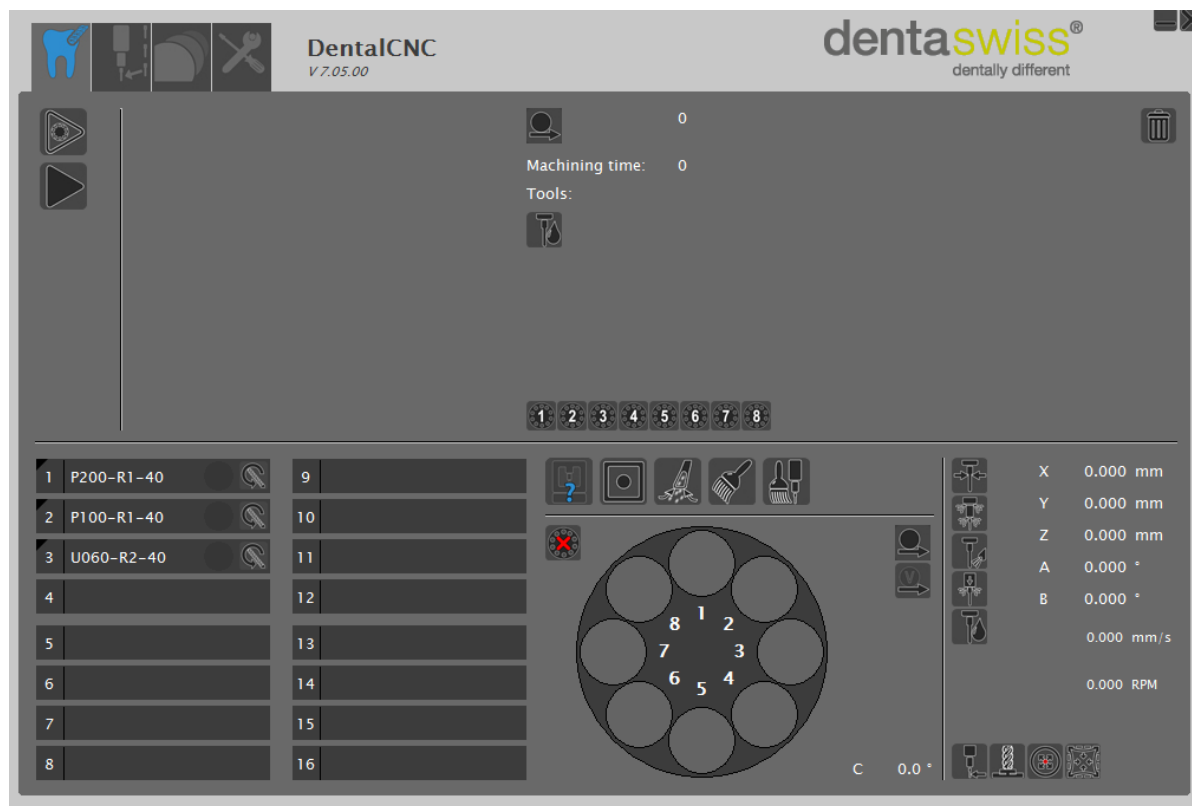 DentalCNC
V 7.05.00
dentaswiss®
dentally different
0
Machining time: 0
Tools:
1 2 3 4 5 6 7 8
1 P200-R1-40
2 P100-R1-40
3 U060-R2-40
4
5
6
7
8
9
10
11
12
13
14
15
16
?
1
2
3
4
5
6
7
8
V
C 0.0 °
X 0.000 mm
Y 0.000 mm
Z 0.000 mm
A 0.000 °
B 0.000 °
0.000 mm/s
0.000 RPM